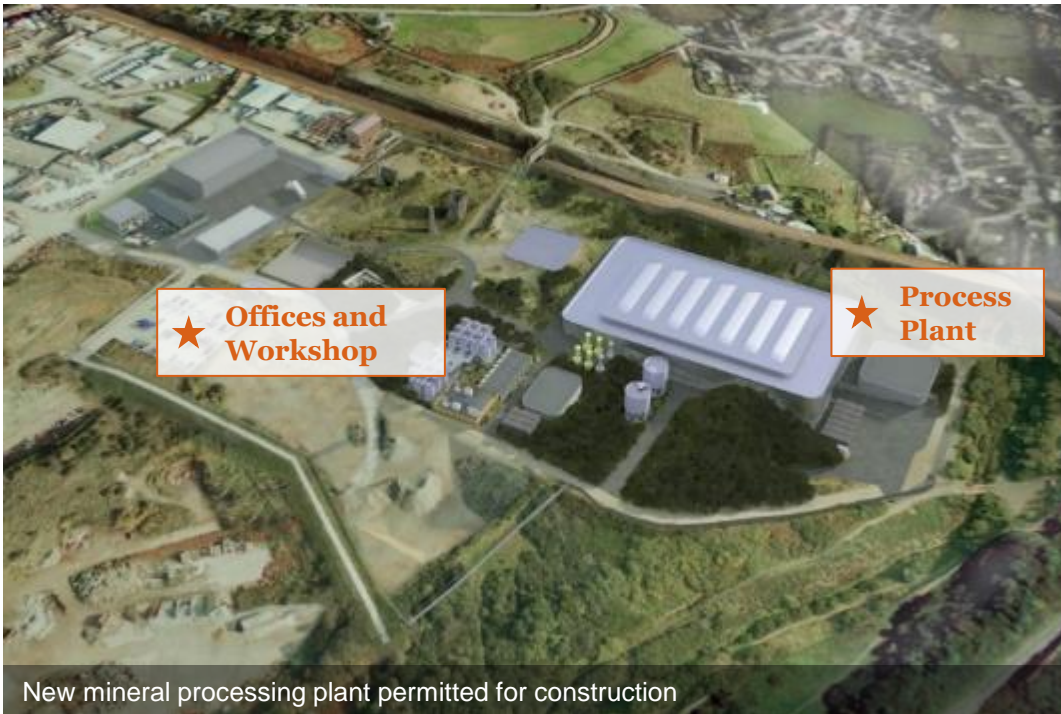 Offices and
Workshop
Process
Plant
New mineral processing plant permitted for construction